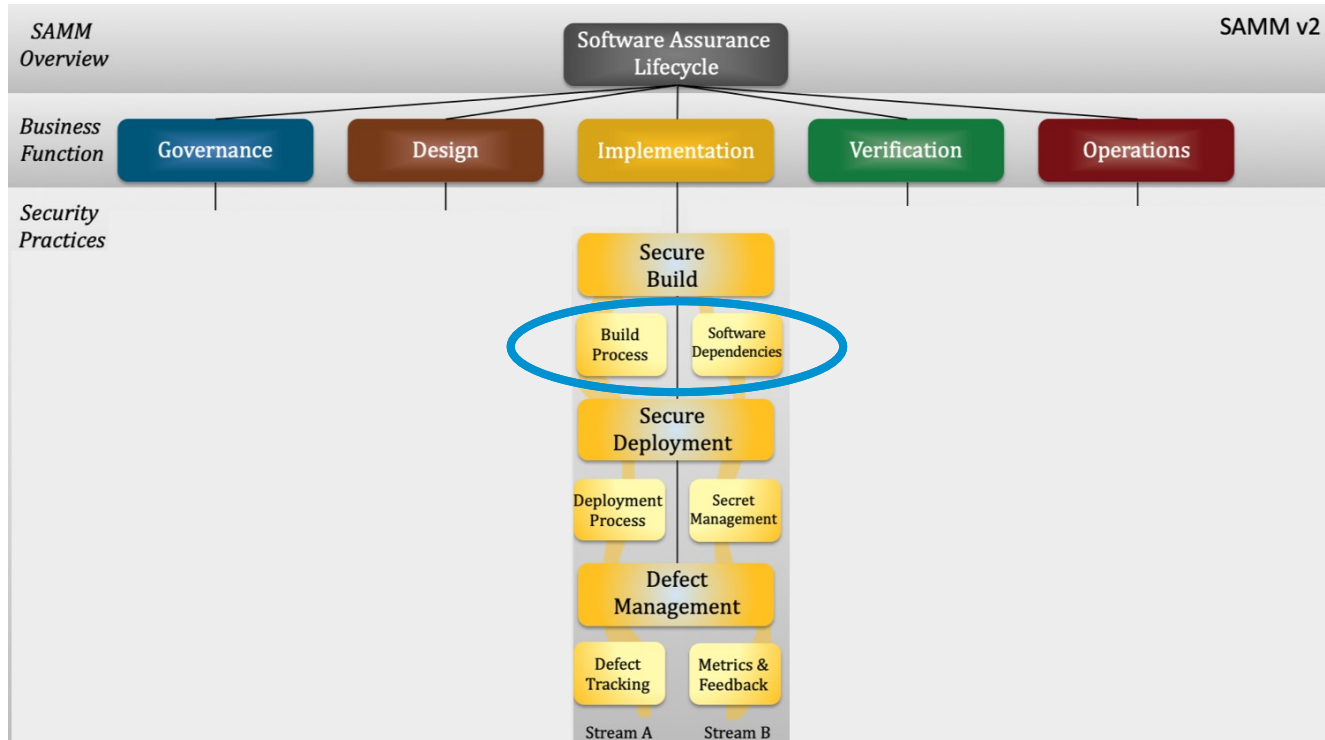 SAMM
Overview
SAMM v2
Software Assurance
Lifecycle
Business
Function
Governance
Design
Implementation
Verification
Operations
Security
Practices
Secure
Build
Build
Process
Software
Dependencies
Secure
Deployment
Deployment
Process
Secret
Management
Defect
Management
Defect
Tracking
Metrics &
Feedback
Stream A
Stream B